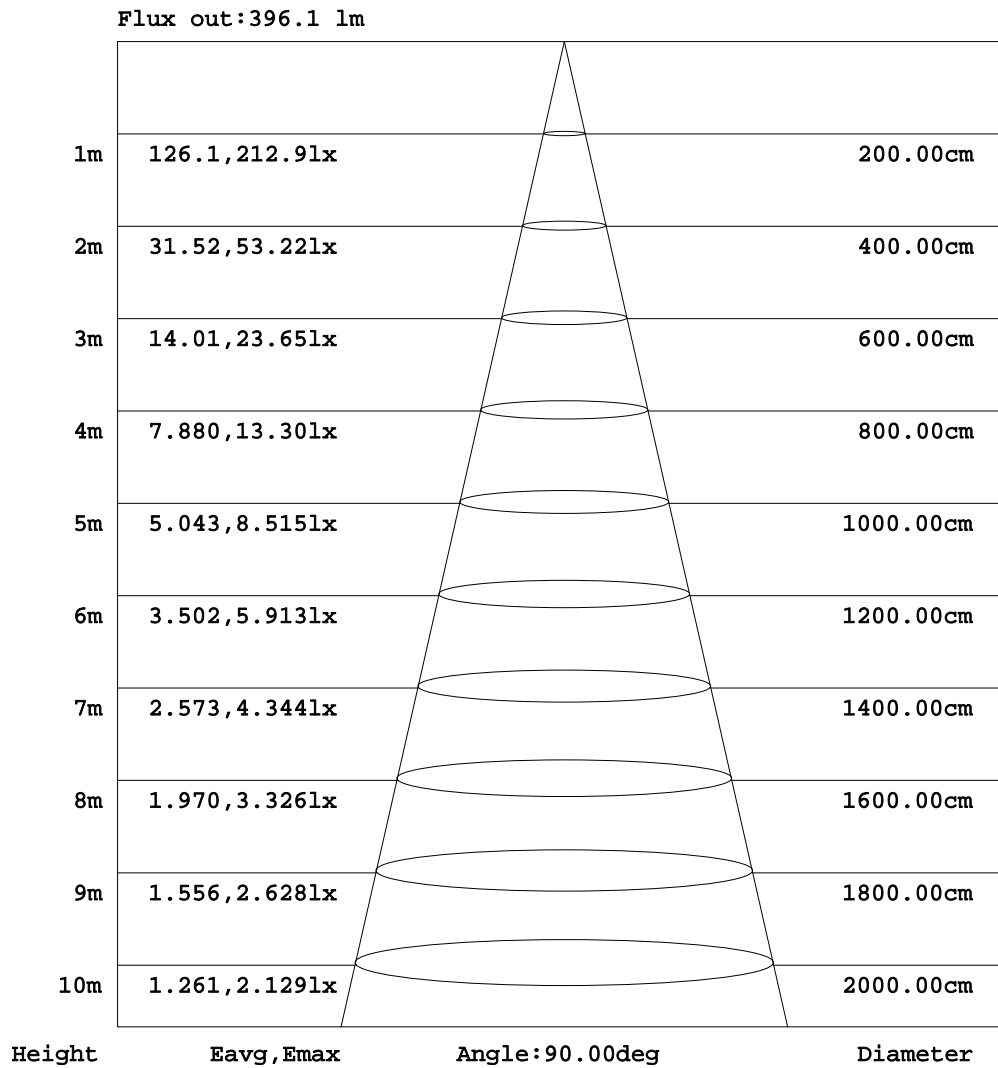 Flux out:396.1 lm
1m 126.1,212.9lx 200.00cm
2m 31.52,53.22lx 400.00cm
3m 14.01,23.65lx 600.00cm
4m 7.880,13.30lx 800.00cm
5m 5.043,8.515lx 1000.00cm
6m 3.502,5.913lx 1200.00cm
7m 2.573,4.344lx 1400.00cm
8m 1.970,3.326lx 1600.00cm
9m 1.556,2.628lx 1800.00cm
10m 1.261,2.129lx 2000.00cm
Height Eavg,Emax Angle:90.00deg Diameter